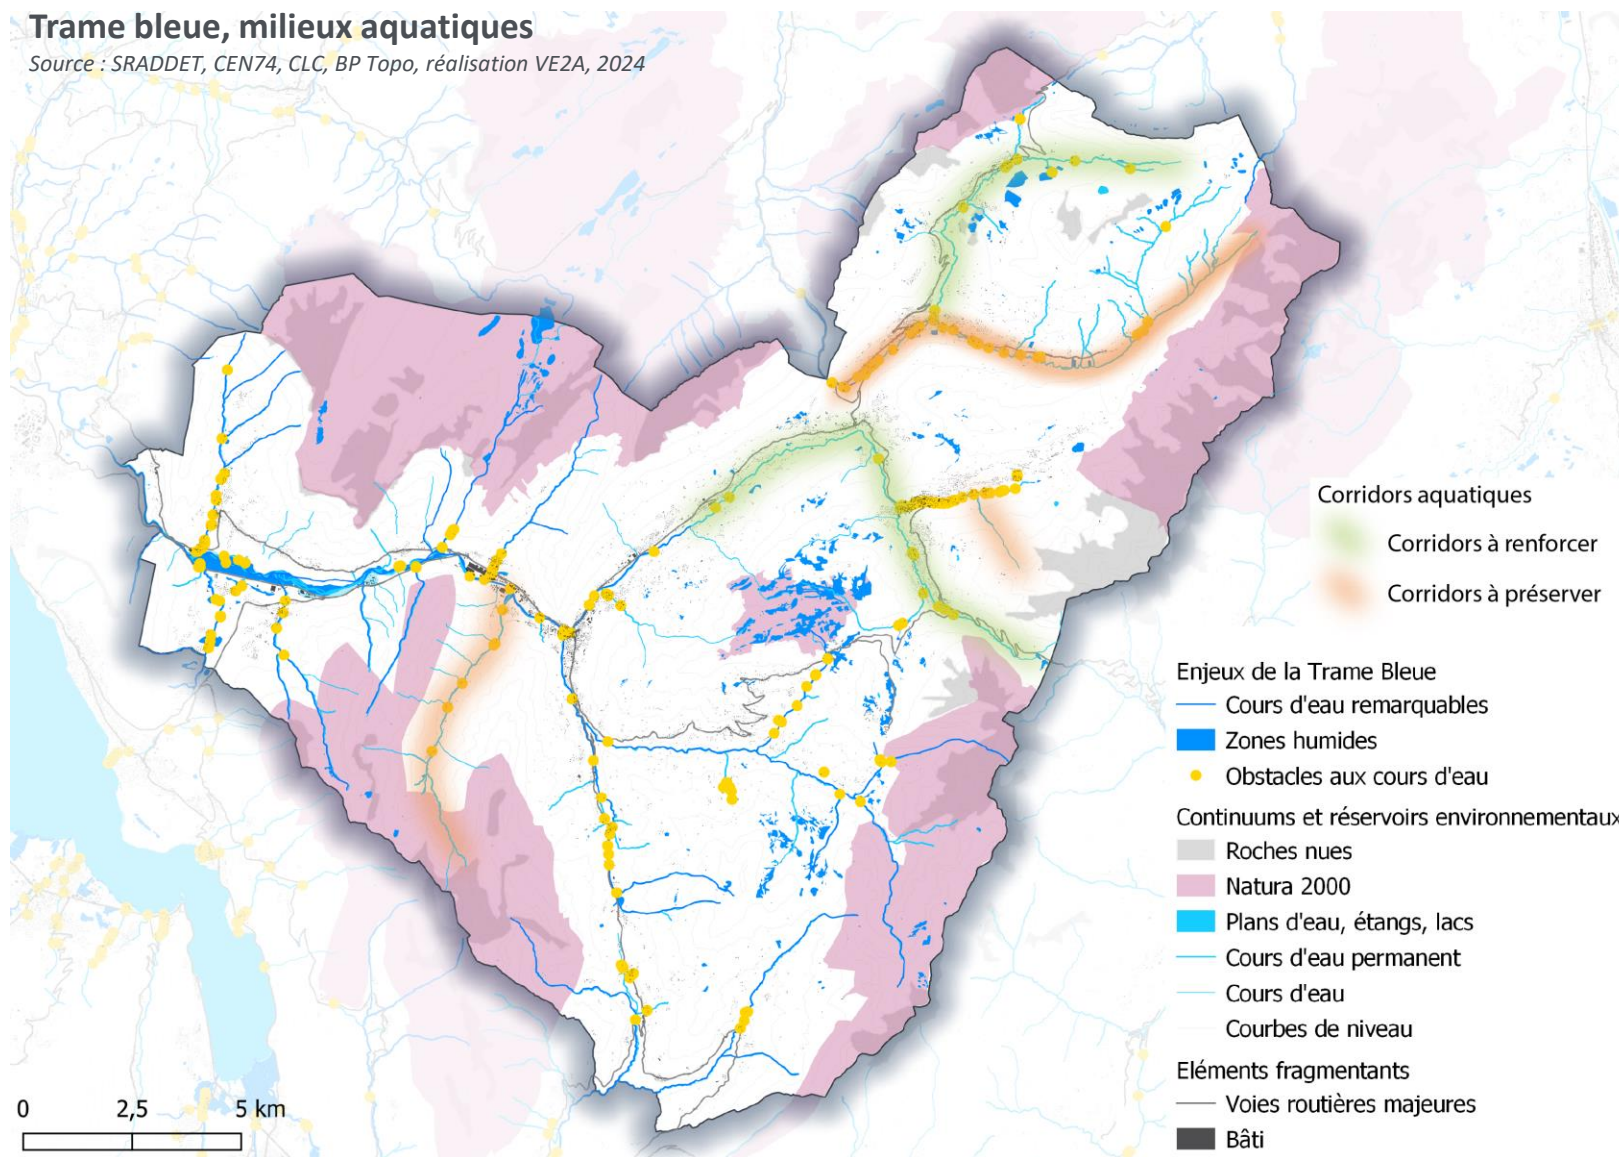 Trame bleue, milieux aquatiques
Source : SRADDET, CEN74, CLC, BP Topo, réalisation VE2A, 2024
Corridors aquatiques
Corridors à renforcer
Corridors à préserver
Enjeux de la Trame Bleue
Cours d'eau remarquables
Zones humides
Obstacles aux cours d'eau
Continuums et réservoirs environnementaux
Roches nues
Natura 2000
Plans d'eau, étangs, lacs
Cours d'eau permanent
Cours d'eau
Courbes de niveau
Eléments fragmentants
Voies routières majeures
Bâti
0 2,5 5 km